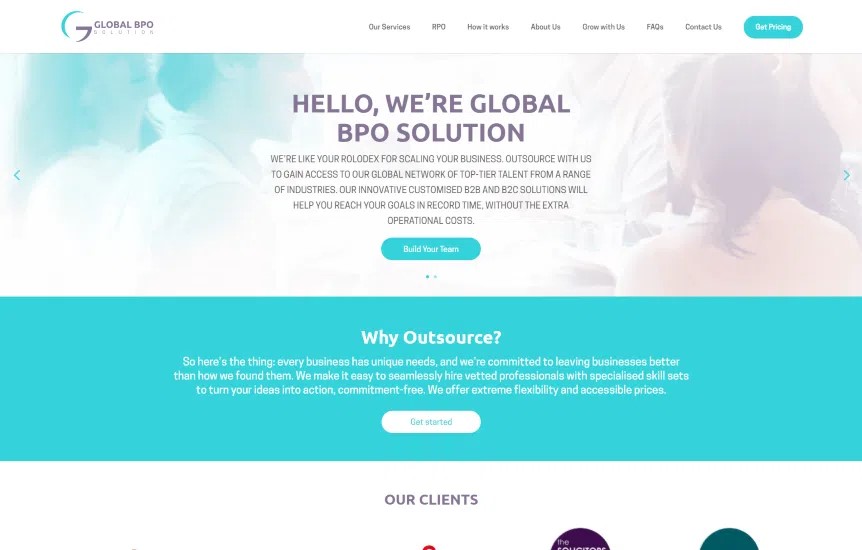 GLOBAL BPO
SOLUTION
Our Services
RPO
How it works
About Us
Grow with Us
FAQs
Contact Us
Get Pricing
HELLO, WE'RE GLOBAL
BPO SOLUTION
WE'RE LIKE YOUR ROLODEX FOR SCALING YOUR BUSINESS. OUTSOURCE WITH US
TO GAIN ACCESS TO OUR GLOBAL NETWORK OF TOP-TIER TALENT FROM A RANGE
OF INDUSTRIES. OUR INNOVATIVE CUSTOMISED B2B AND B2C SOLUTIONS WILL
HELP YOU REACH YOUR GOALS IN RECORD TIME, WITHOUT THE EXTRA
OPERATIONAL COSTS.
Build Your Team
Why Outsource?
So here's the thing: every business has unique needs, and we're committed to leaving businesses better
than how we found them. We make it easy to seamlessly hire vetted professionals with specialised skill sets
to turn your ideas into action, commitment-free. We offer extreme flexibility and accessible prices.
Get started
OUR CLIENTS
the
SOLICITORS